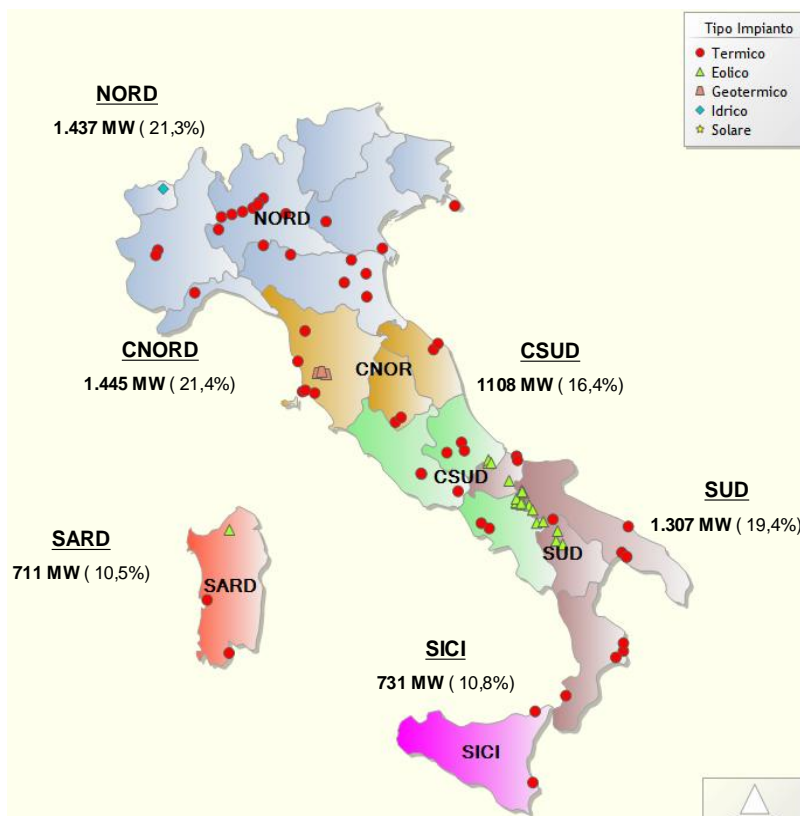 Tipo Impianto
Termico
Eolico
Geotermico
Idrico
Solare
NORD
1.437 MW ( 21,3%)
NORD
CNORD
1.445 MW ( 21,4%)
CNOR
CSUD
1108 MW ( 16,4%)
CSUD
SUD
1.307 MW ( 19,4%)
SUD
SARD
711 MW ( 10,5%)
SARD
SICI
731 MW ( 10,8%)
SICI